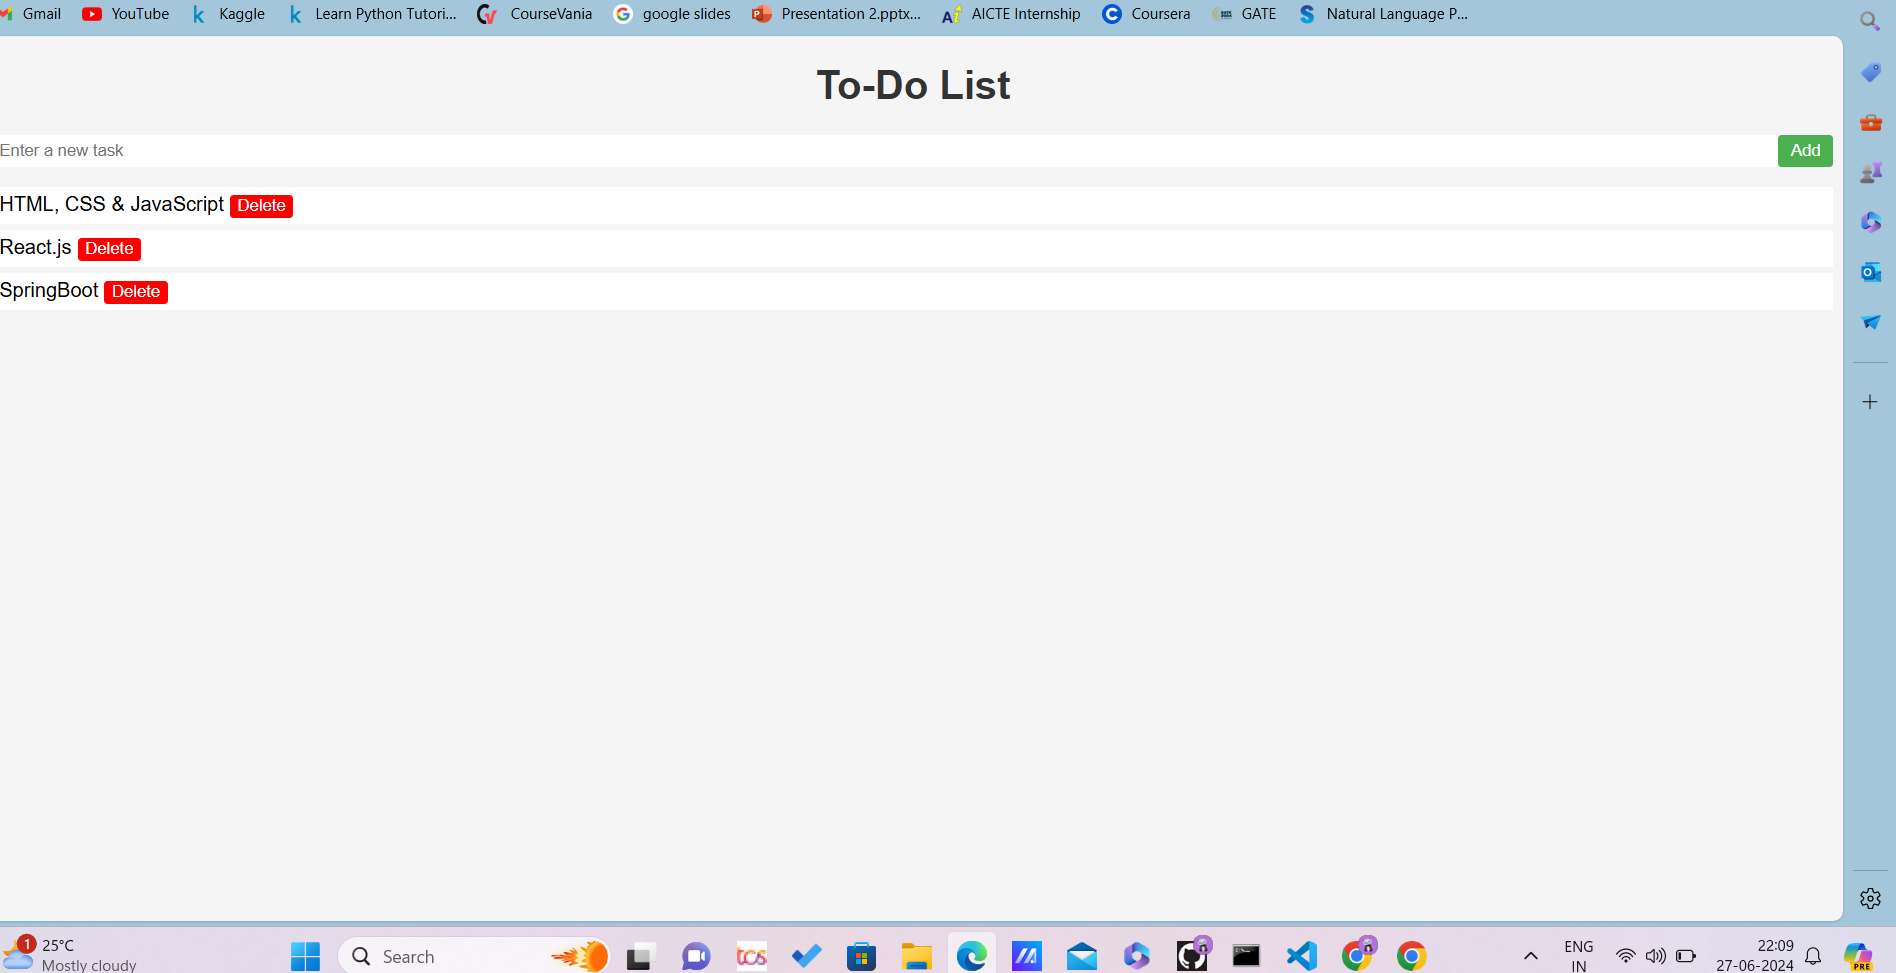 Gmail YouTube Kaggle Learn Python Tutori... CourseVania google slides Presentation 2.pptx... AICTE Internship Coursera GATE Natural Language P...
To-Do List
Enter a new task Add
HTML, CSS & JavaScript Delete
React.js Delete
SpringBoot Delete
1 25°C
Mostly cloudy
Search
tcs
ENG
IN
22:09
27-06-2024
PRE